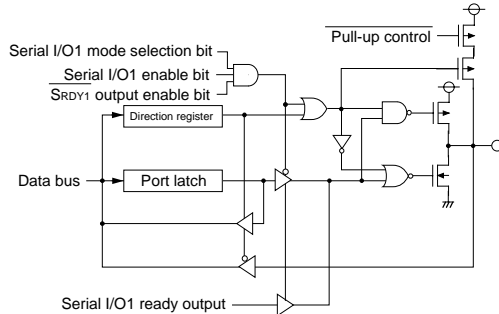 Serial I/O1 mode selection bit
Pull-up control
Serial I/O1 enable bit
SRDY1 output enable bit
Direction register
Data bus
Port latch
Serial I/O1 ready output